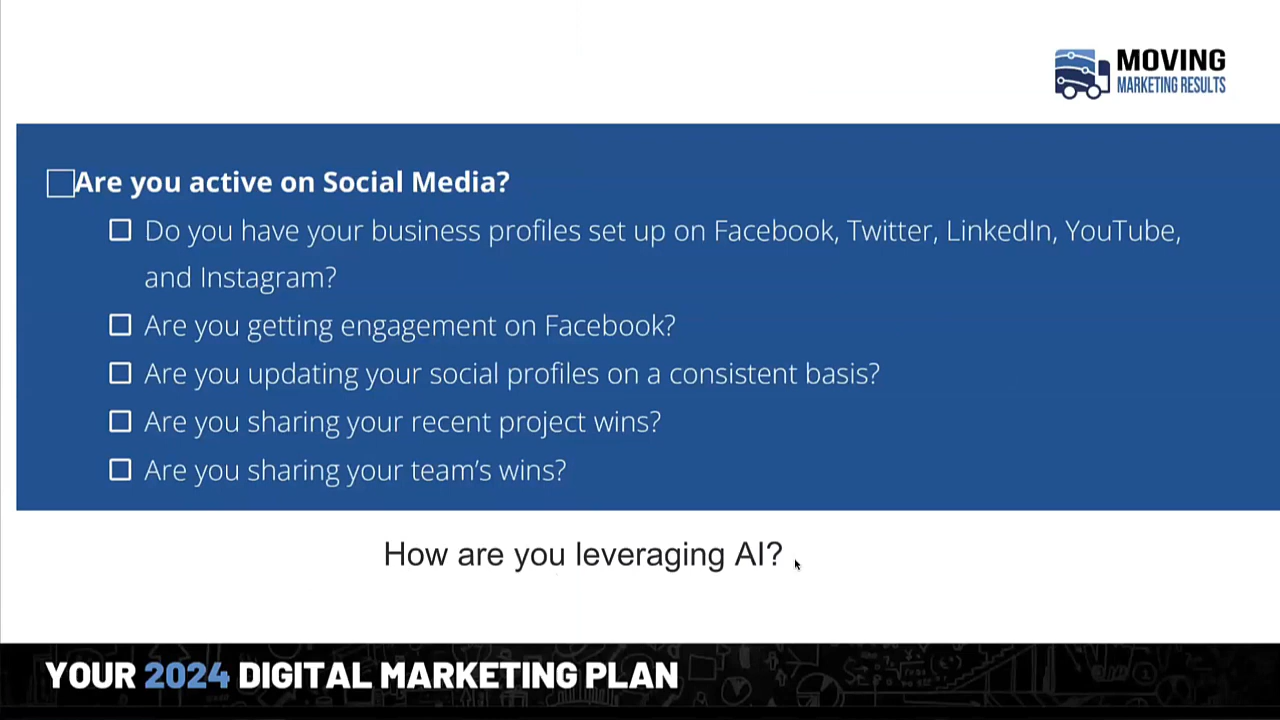 MOVING
MARKETING RESULTS
Are you active on Social Media?
Do you have your business profiles set up on Facebook, Twitter, LinkedIn, YouTube,
and Instagram?
Are you getting engagement on Facebook?
Are you updating your social profiles on a consistent basis?
Are you sharing your recent project wins?
Are you sharing your team's wins?
How are you leveraging AI?
YOUR 2024 DIGITAL MARKETING PLAN